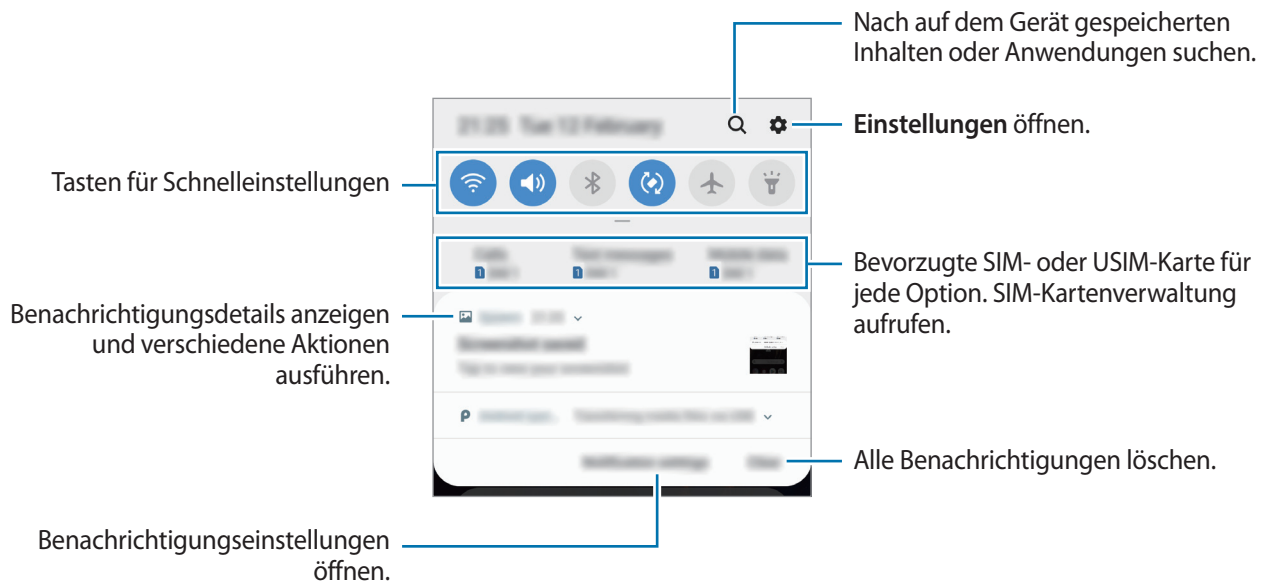 Nach auf dem Gerät gespeicherten
Inhalten oder Anwendungen suchen.
Einstellungen öffnen.
Tasten für Schnelleinstellungen
Bevorzugte SIM- oder USIM-Karte für
jede Option. SIM-Kartenverwaltung
aufrufen.
Benachrichtigungsdetails anzeigen
und verschiedene Aktionen
ausführen.
Alle Benachrichtigungen löschen.
Benachrichtigungseinstellungen
öffnen.